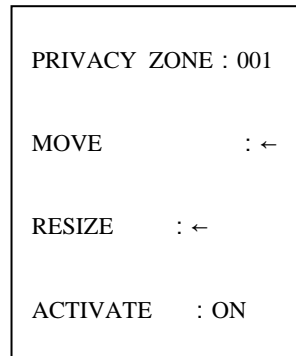 PRIVACY ZONE : 001
MOVE : ←
RESIZE : ←
ACTIVATE : ON